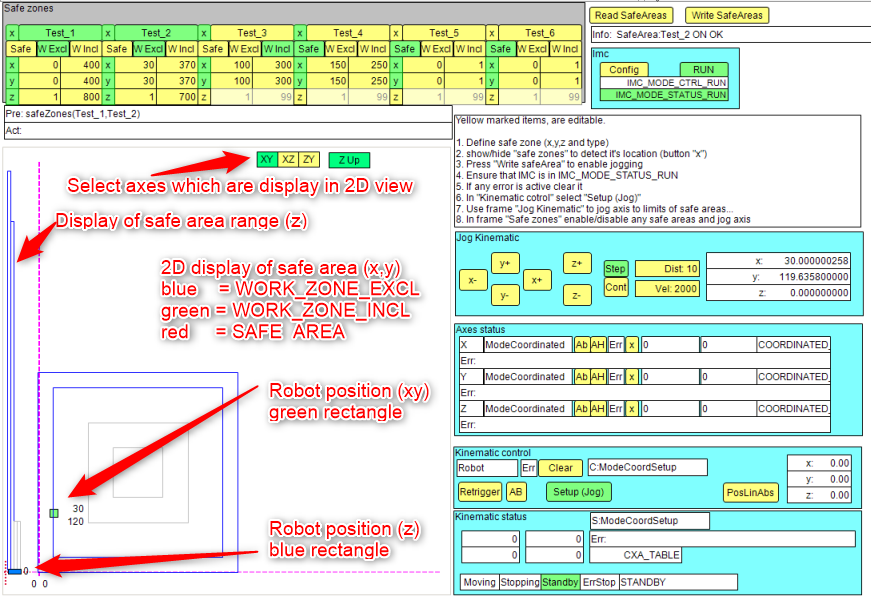 Safe zones
x Test_1 x Test_2 x Test_3 x Test_4 x Test_5 x Test_6
Safe W Excl W Incl Safe W Excl W Incl Safe W Excl W Incl Safe W Excl W Incl Safe W Excl W Incl Safe W Excl W Incl
x 0 400 x 30 370 x 100 300 x 150 250 x 0 1 x 0 1
y 0 400 y 30 370 y 100 300 y 150 250 y 0 1 y 0 1
z 1 800 z 1 700 z 1 99 z 1 99 z 1 99 z 1 99
Pre: safeZones(Test_1,Test_2)
Act:
Read SafeAreas Write SafeAreas
Info: SafeArea:Test_2 ON OK
Imc
Config RUN
IMC_MODE_CTRL_RUN
IMC_MODE_STATUS_RUN
Yellow marked items, are editable.
1. Define safe zone (x,y,z and type)
2. show/hide "safe zones" to detect it's location (button "x")
3. Press "Write safeArea" to enable jogging
4. Ensure that IMC is in IMC_MODE_STATUS_RUN
5. If any error is active clear it
6. In "Kinematic cotrol" select "Setup (Jog)"
7. Use frame "Jog Kinematic" to jog axis to limits of safe areas...
8. In frame "Safe zones" enable/disable any safe areas and jog axis
XY XZ ZY Z Up
Select axes which are display in 2D view
Display of safe area range (z)
2D display of safe area (x,y)
blue = WORK_ZONE_EXCL
green = WORK_ZONE_INCL
red = SAFE AREA
Robot position (xy)
green rectangle
30
120
Robot position (z)
blue rectangle
0
0 0
Jog Kinematic
x- y+ y- x+ z+ z-
Step Dist: 10
Cont Vel: 2000
x: 30.000000258
y: 119.635800000
z: 0.000000000
Axes status
X ModeCoordinated Ab AH Err x 0 0 COORDINATED_
Err:
Y ModeCoordinated Ab AH Err x 0 0 COORDINATED_
Err:
Z ModeCoordinated Ab AH Err x 0 0 COORDINATED_
Err:
Kinematic control
Robot Err Clear C:ModeCoordSetup
Retrigger AB Setup (Jog) PosLinAbs
x: 0.00
y: 0.00
z: 0.00
Kinematic status
S:ModeCoordSetup
0 0 Err:
0 0 CXA_TABLE
Moving Stopping Standby ErrStop STANDBY